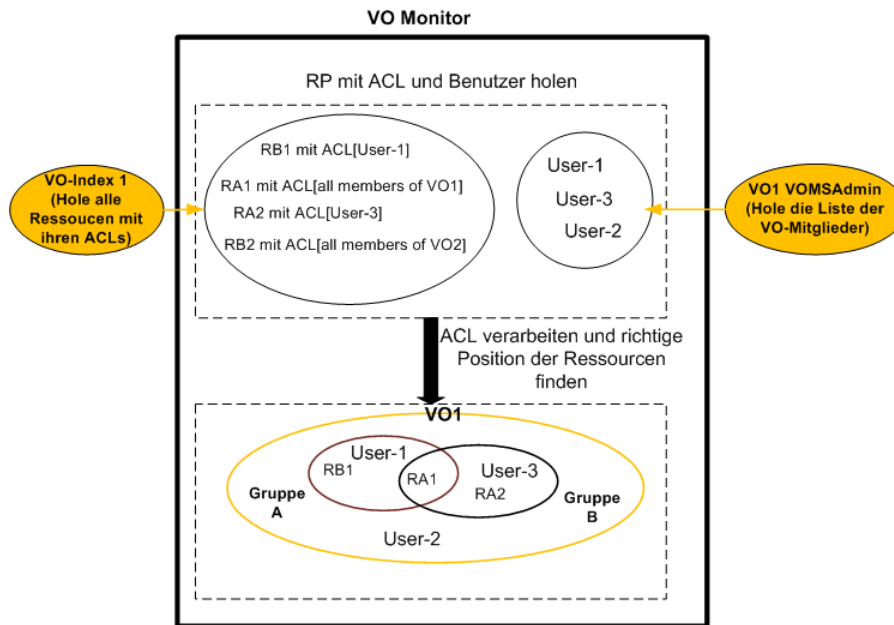 VO Monitor
RP mit ACL und Benutzer holen
RB1 mit ACL[User-1]
RA1 mit ACL[all members of VO1]
RA2 mit ACL[User-3]
RB2 mit ACL[all members of VO2]
User-1
User-3
User-2
VO-Index 1
(Hole alle
Ressoucen mit
ihren ACLs)
VO1 VOMSAdmin
(Hole die Liste der
VO-Mitglieder)
ACL verarbeiten und richtige
Position der Ressourcen
finden
VO1
User-1
RB1
RA1
User-3
RA2
Gruppe
A
Gruppe
B
User-2